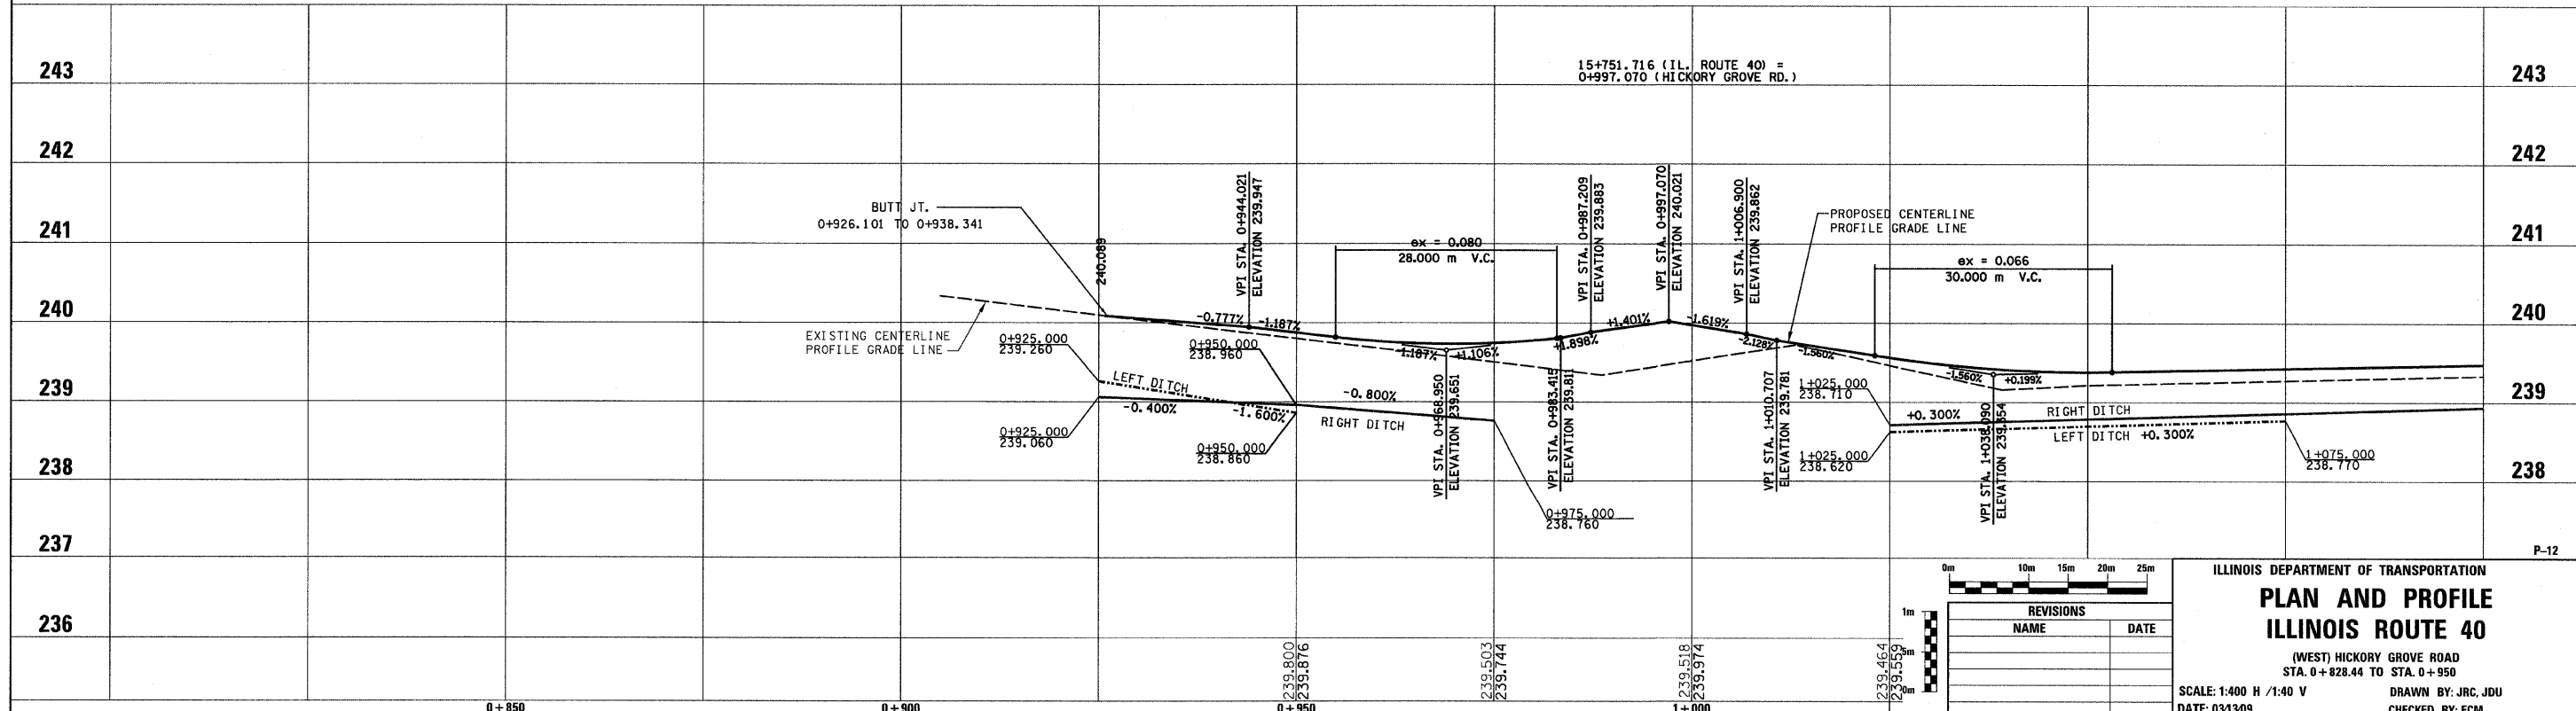 243
15+751.716 (IL. ROUTE 40) =
0+997.070 (HICKORY GROVE RD.)
243
242
242
241
BUTT JT.
0+926.101 TO 0+938.341
240.089
VPI STA. 0+944.021
ELEVATION 239.947
ex = 0.080
28.000 m V.C.
VPI STA. 0+987.209
ELEVATION 239.883
VPI STA. 0+997.070
ELEVATION 240.021
VPI STA. 1+006.900
ELEVATION 239.862
PROPOSED CENTERLINE
PROFILE GRADE LINE
ex = 0.066
30.000 m V.C.
241
240
EXISTING CENTERLINE
PROFILE GRADE LINE
-0.777%
-1.187%
+1.401%
-1.619%
240
0+925.000
239.260
0+950.000
238.960
-1.187%
+1.106%
+1.898%
-2.128%
-1.560%
-1.560%
+0.199%
239
LEFT DITCH
-0.400%
-1.600%
-0.800%
RIGHT DITCH
1+025.000
238.710
+0.300%
RIGHT DITCH
LEFT DITCH +0.300%
239
0+925.000
239.060
0+950.000
238.860
VPI STA. 0+968.950
ELEVATION 239.651
VPI STA. 0+983.415
ELEVATION 239.811
VPI STA. 1+010.707
ELEVATION 239.781
1+025.000
238.620
VPI STA. 1+038.090
ELEVATION 239.354
1+075.000
238.770
238
238
0+975.000
238.760
237
P-12
236
239.800
239.876
239.503
239.744
239.518
239.974
239.464
239.559
0+850
0+900
0+950
1+000
0m 10m 15m 20m 25m
1m
.5m
0m
REVISIONS
NAME DATE
ILLINOIS DEPARTMENT OF TRANSPORTATION
PLAN AND PROFILE
ILLINOIS ROUTE 40
(WEST) HICKORY GROVE ROAD
STA. 0+828.44 TO STA. 0+950
SCALE: 1:400 H /1:40 V DRAWN BY: JRC, JDU
DATE: 03/13/09 CHECKED BY: ECM